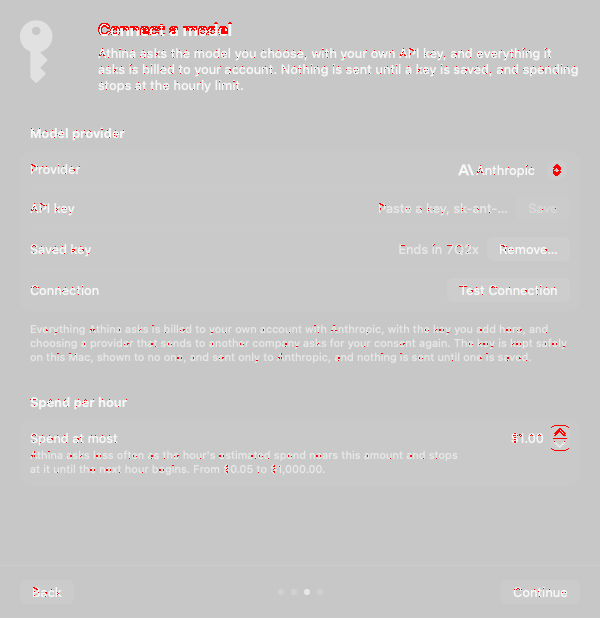 Connect a model
Athina asks the model you choose, with your own API key, and everything it
asks is billed to your account. Nothing is sent until a key is saved, and spending
stops at the hourly limit.
Model provider
Provider
A\ Anthropic
API key
Paste a key, sk-ant-...
Save
Saved key
Ends in 7Q2x
Remove...
Connection
Test Connection
Everything Athina asks is billed to your own account with Anthropic, with the key you add here, and
choosing a provider that sends to another company asks for your consent again. The key is kept safely
on this Mac, shown to no one, and sent only to Anthropic, and nothing is sent until one is saved.
Spend per hour
Spend at most
$1.00
Athina asks less often as the hour's estimated spend nears this amount and stops
at it until the next hour begins. From $0.05 to $1,000.00.
Back
Continue